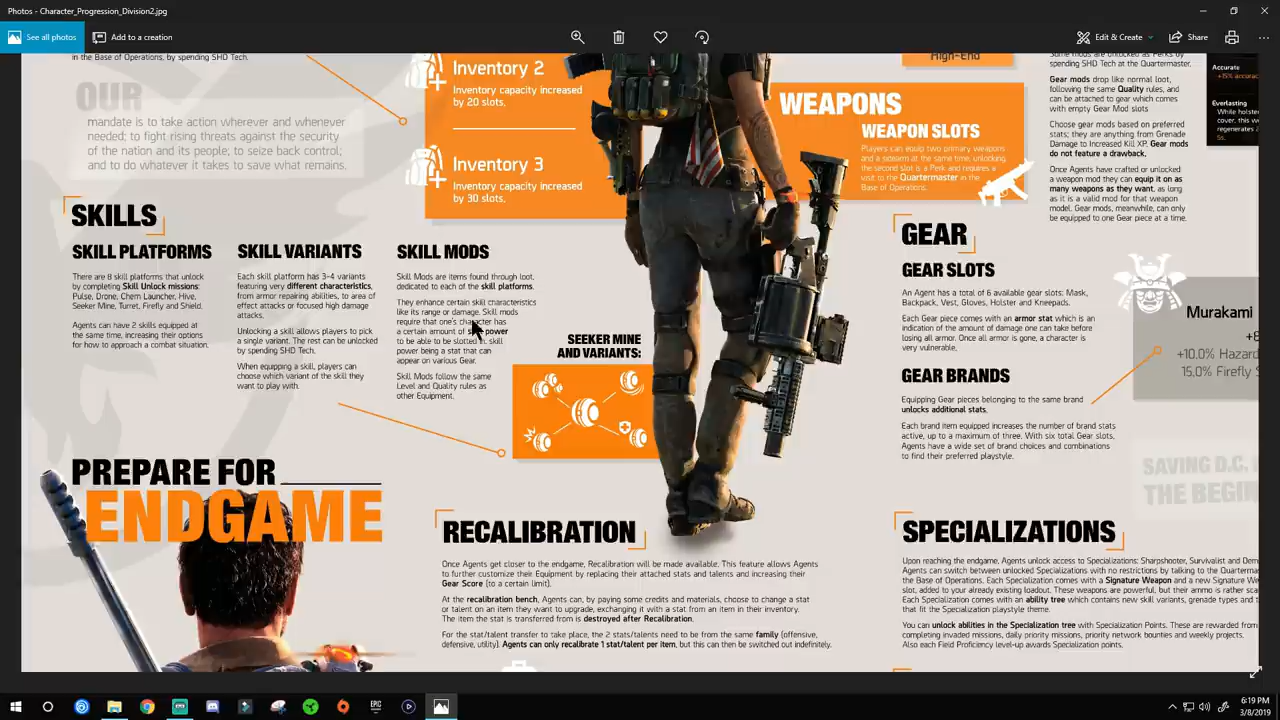 Photos - Character_Progression_Division2.jpg
See all photos
Add to a creation
Edit & Create
Share
in the Base of Operations, by spending SHD Tech.
OUR
mandate is to take action wherever and whenever
needed; to fight rising threats against the security
of the nation and its people; to seize back control;
and to do whatever it takes to save what remains.
Inventory 2
Inventory capacity increased
by 20 slots.
Inventory 3
Inventory capacity increased
by 30 slots.
High-End
WEAPONS
WEAPON SLOTS
Players can equip two primary weapons
and a sidearm at the same time, unlocking
the second slot is a Perk and requires a
visit to the Quartermaster in the
Base of Operations.
spending SHD Tech at the Quartermaster.
Gear mods drop like normal loot,
following the same Quality rules, and
can be attached to gear which comes
with empty Gear Mod slots
Choose gear mods based on preferred
stats; they are anything from Grenade
Damage to Increased Kill XP. Gear mods
do not feature a drawback.
Once Agents have crafted or unlocked
a weapon mod they can equip it on as
many weapons as they want, as long
as it is a valid mod for that weapon
model. Gear mods, meanwhile, can only
be equipped to one Gear piece at a time.
Accurate
Everlasting
While holster
cover, this we
regenerates
SKILLS
SKILL PLATFORMS
There are 8 skill platforms that unlock
by completing Skill Unlock missions:
Pulse, Drone, Chem Launcher, Hive,
Seeker Mine, Turret, Firefly and Shield.
Agents can have 2 skills equipped at
the same time, increasing their options
for how to approach a combat situation.
SKILL VARIANTS
Each skill platform has 3-4 variants
featuring very different characteristics,
from armor repairing abilities, to area of
effect attacks or focused high damage
attacks.
Unlocking a skill allows players to pick
a single variant. The rest can be unlocked
by spending SHD Tech.
When equipping a skill, players can
choose which variant of the skill they
want to play with.
SKILL MODS
Skill Mods are items found through loot,
dedicated to each of the skill platforms.
They enhance certain skill characteristics
like its range or damage. Skill mods
require that one's character has
a certain amount of power
to be able to be slotted. skill
power being a stat that can
appear on various Gear.
Skill Mods follow the same
Level and Quality rules as
other Equipment.
SEEKER MINE
AND VARIANTS:
GEAR
GEAR SLOTS
An Agent has a total of 6 available gear slots: Mask,
Backpack, Vest, Gloves, Holster and Kneepads.
Each Gear piece comes with an armor stat which is an
indication of the amount of damage one can take before
losing all armor. Once all armor is gone, a character is
very vulnerable.
GEAR BRANDS
Equipping Gear pieces belonging to the same brand
unlocks additional stats.
Each brand item equipped increases the number of brand stats
active, up to a maximum of three. With six total Gear slots,
Agents have a wide set of brand choices and combinations
to find their preferred playstyle.
Murakami
+10.0% Hazard
15.0% Firefly
SAVING D.C. I
THE BEGIN
PREPARE FOR
ENDGAME
RECALIBRATION
Once Agents get closer to the endgame, Recalibration will be made available. This feature allows Agents
to further customize their Equipment by replacing their attached stats and talents and increasing their
Gear Score (to a certain limit).
At the recalibration bench, Agents can, by paying some credits and materials, choose to change a stat
or talent on an item they want to upgrade, exchanging it with a stat from an item in their inventory.
The item the stat is transferred from is destroyed after Recalibration.
For the stat/talent transfer to take place, the 2 stats/talents need to be from the same family (offensive,
defensive, utility). Agents can only recalibrate 1 stat/talent per item, but this can then be switched out indefinitely.
SPECIALIZATIONS
Upon reaching the endgame, Agents unlock access to Specializations: Sharpshooter, Survivalist and Dem
Agents can switch between unlocked Specializations with no restrictions by talking to the Quarterma
the Base of Operations. Each Specialization comes with a Signature Weapon and a new Signature We
slot, added to your already existing loadout. These weapons are powerful, but their ammo is rather sca
Each Specialization comes with an ability tree which contains new skill variants, grenade types and t
that fit the Specialization playstyle theme.
You can unlock abilities in the Specialization tree with Specialization Points. These are rewarded from
completing invaded missions, daily priority missions, priority network bounties and weekly projects.
Also each Field Proficiency level-up awards Specialization points.
EPIC
6:19 PM
3/8/2019